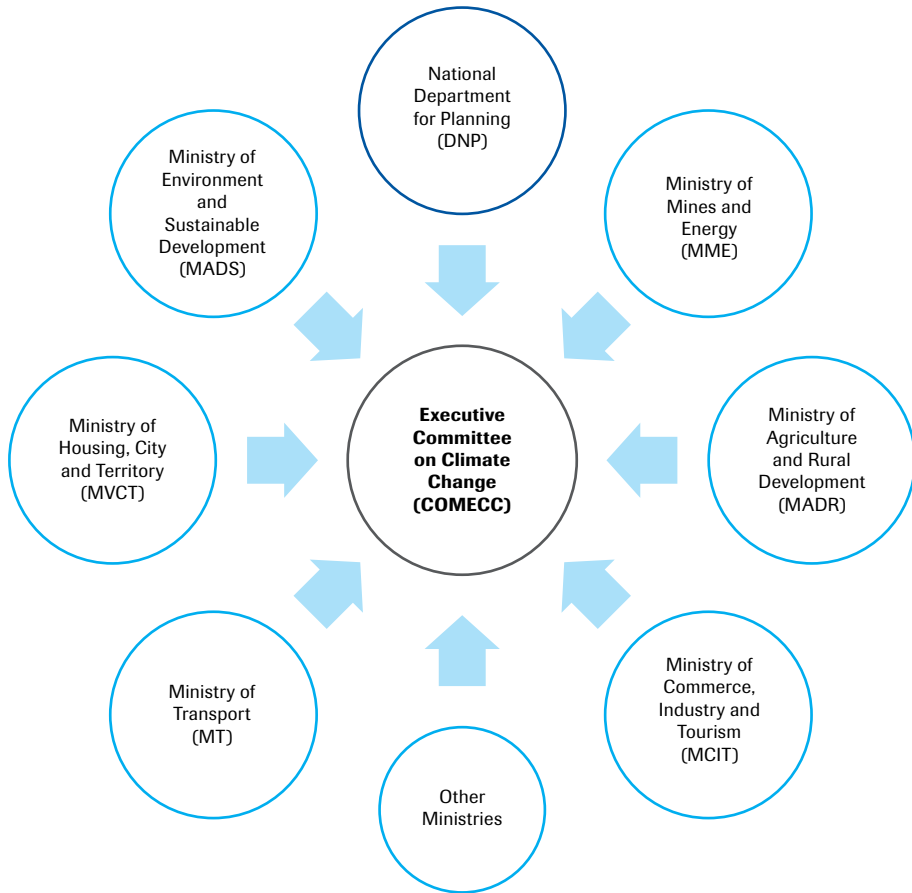 National
Department
for Planning
(DNP)
Ministry of
Environment
and
Sustainable
Development
(MADS)
Ministry of
Mines and
Energy
(MME)
Executive
Committee
on Climate
Change
(COMECC)
Ministry of
Housing, City
and Territory
(MVCT)
Ministry of
Agriculture
and Rural
Development
(MADR)
Ministry of
Transport
(MT)
Ministry of
Commerce,
Industry and
Tourism
(MCIT)
Other
Ministries